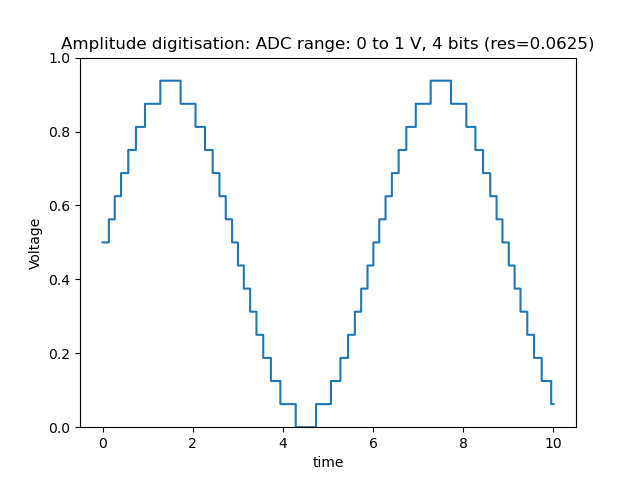 Amplitude digitisation: ADC range: 0 to 1 V, 4 bits (res=0.0625)
1.0
0.8
0.6
0.4
0.2
0.0
Voltage
0 2 4 6 8 10
time